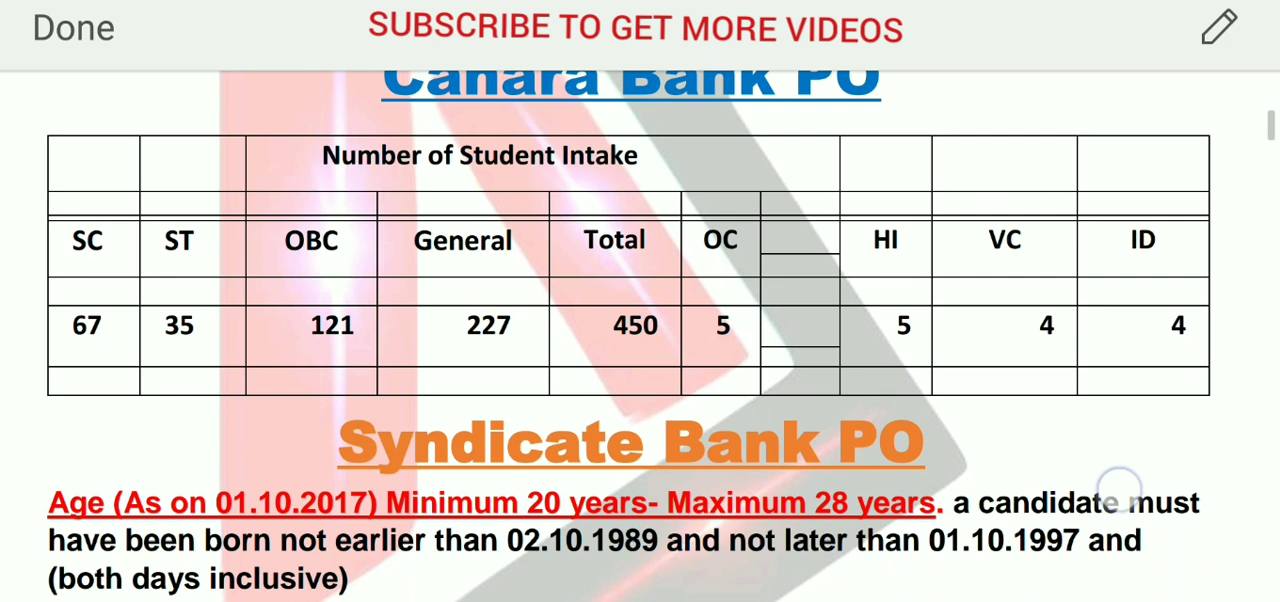 Done
SUBSCRIBE TO GET MORE VIDEOS
Canara Bank PO
Number of Student Intake
SC ST OBC General Total OC HI VC ID
67 35 121 227 450 5 5 4 4
Syndicate Bank PO
Age (As on 01.10.2017) Minimum 20 years- Maximum 28 years. a candidate must
have been born not earlier than 02.10.1989 and not later than 01.10.1997 and
(both days inclusive)